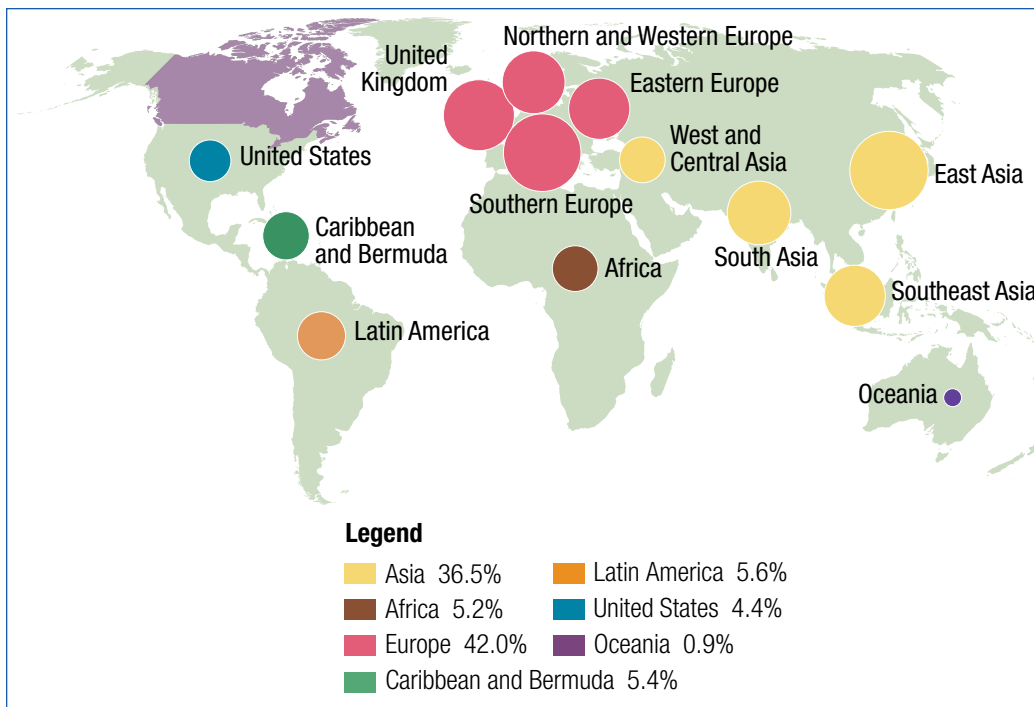 Northern and Western Europe
United
Kingdom
Eastern Europe
United States
West and
Central Asia
East Asia
Southern Europe
Caribbean
and Bermuda
South Asia
Africa
Southeast Asia
Latin America
Oceania
Legend
Asia 36.5%
Latin America 5.6%
Africa 5.2%
United States 4.4%
Europe 42.0%
Oceania 0.9%
Caribbean and Bermuda 5.4%